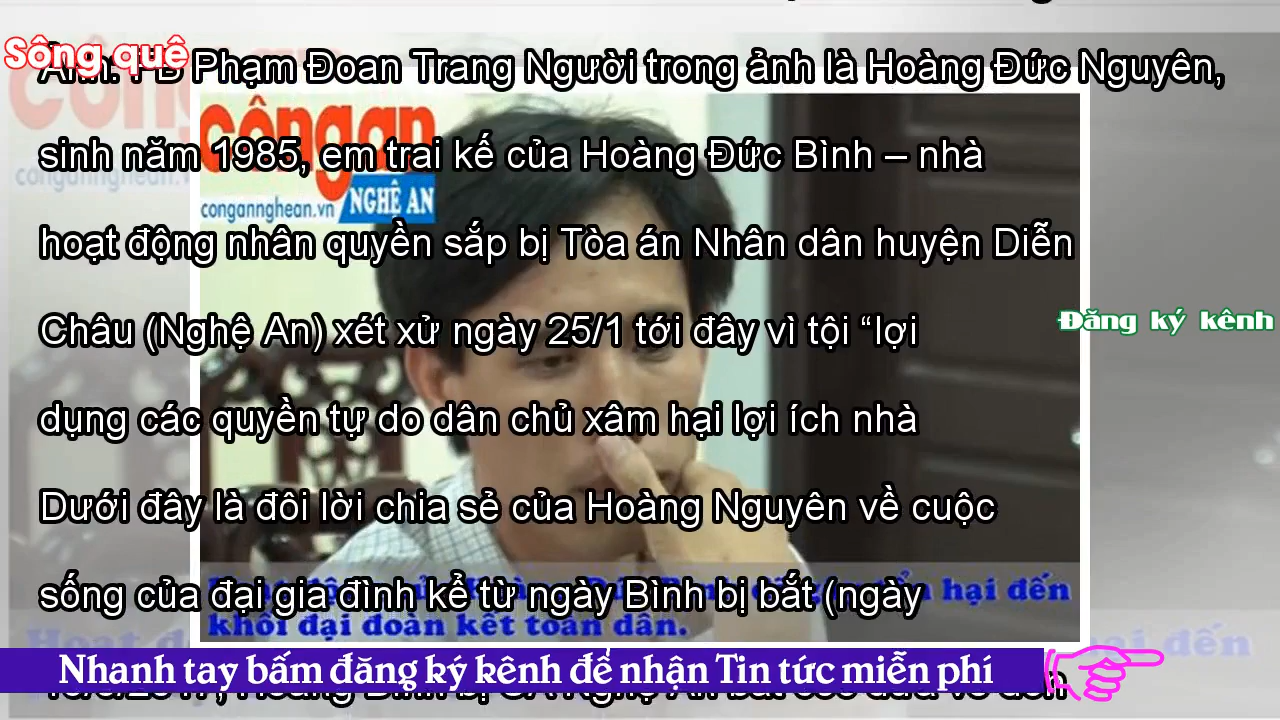 Sông quê
Ảnh: FB Phạm Đoan Trang Người trong ảnh là Hoàng Đức Nguyên,
công an
sinh năm 1985, em trai kế của Hoàng Đức Bình – nhà
congannghean.vn NGHỆ AN
hoạt động nhân quyền sắp bị Tòa án Nhân dân huyện Diễn
Châu (Nghệ An) xét xử ngày 25/1 tới đây vì tội “lợi
Đăng ký kênh
dụng các quyền tự do dân chủ xâm hại lợi ích nhà
Dưới đây là đôi lời chia sẻ của Hoàng Nguyên về cuộc
sống của đại gia đình kể từ ngày Bình bị bắt (ngày
hại đến
khối đại đoàn kết toàn dân.
Nhanh tay bấm đăng ký kênh để nhận Tin tức miễn phí